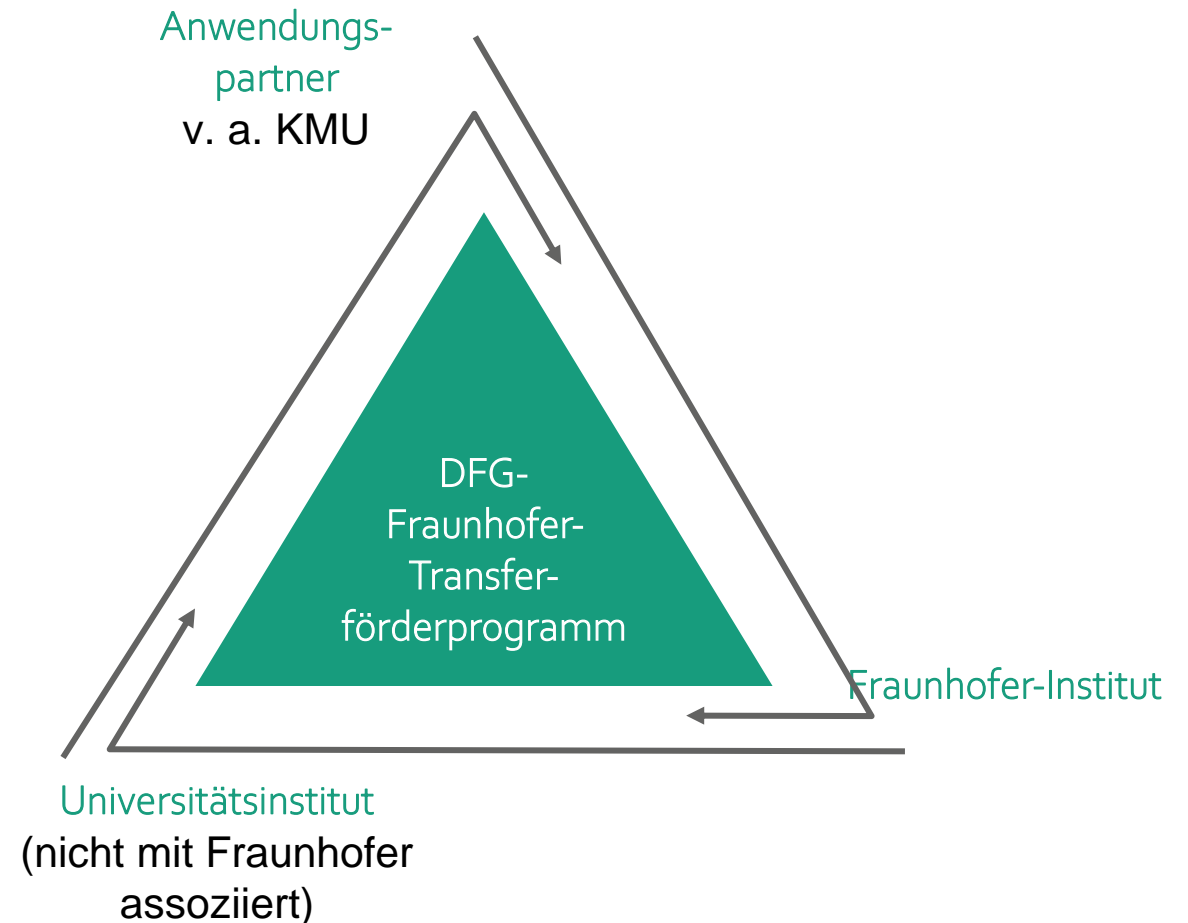 Anwendungs-
partner
v. a. KMU
DFG-
Fraunhofer-
Transfer-
förderprogramm
Fraunhofer-Institut
Universitätsinstitut
(nicht mit Fraunhofer
assoziiert)